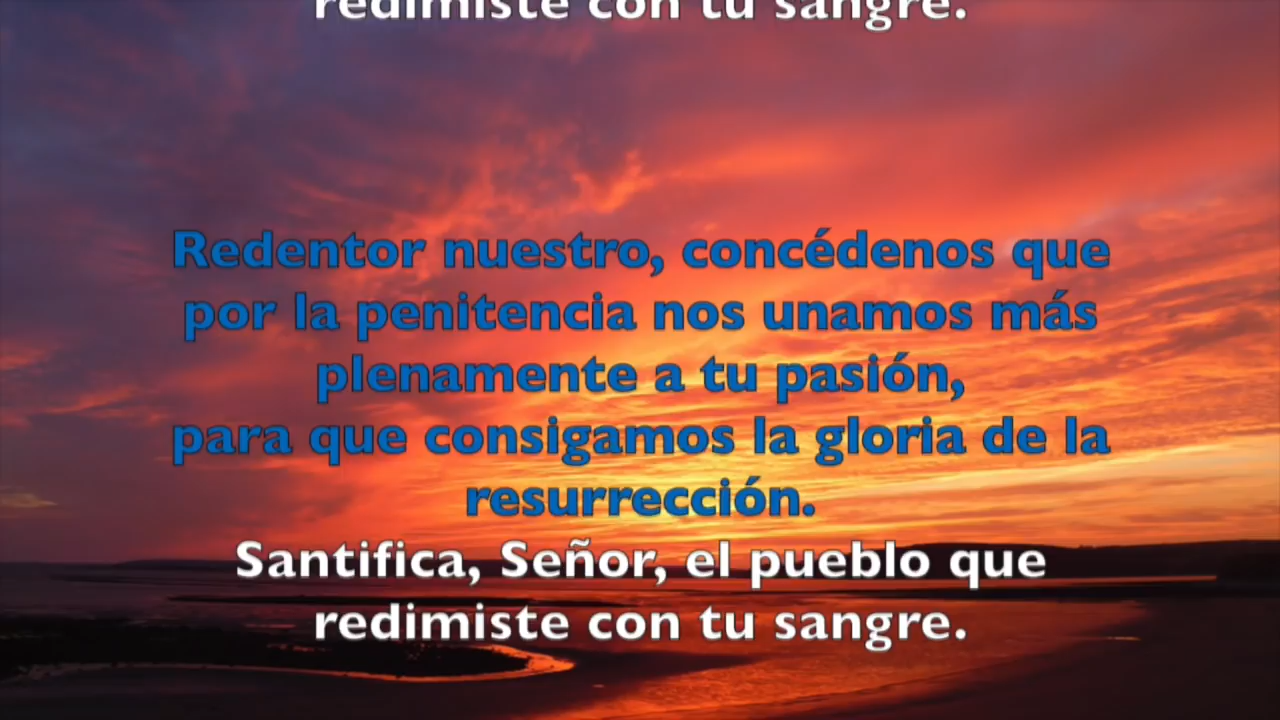 redimiste con tu sangre.
Redentor nuestro, concédenos que
por la penitencia nos unamos más
plenamente a tu pasión,
para que consigamos la gloria de la
resurrección.
Santifica, Señor, el pueblo que
redimiste con tu sangre.